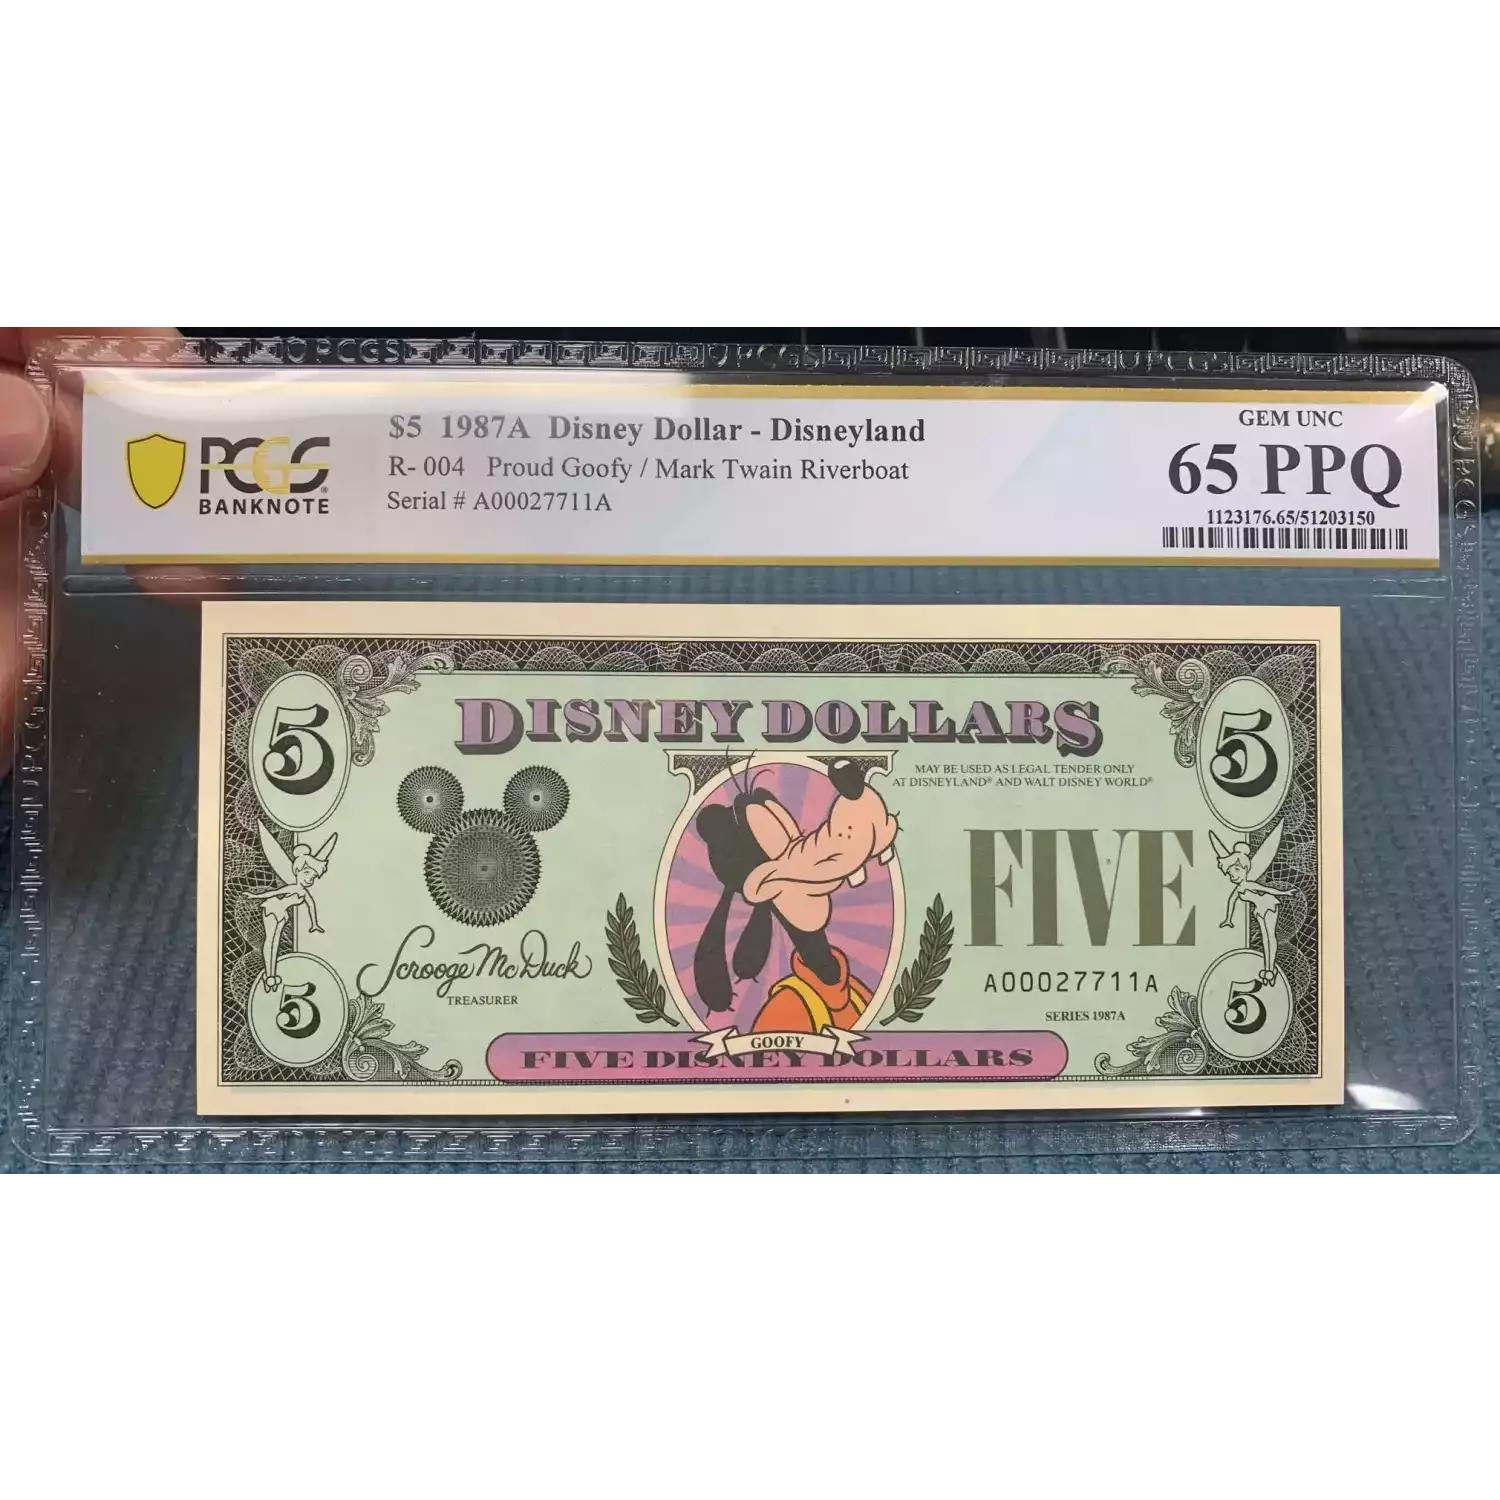 PCGS
BANKNOTE
$5 1987A Disney Dollar - Disneyland
R- 004 Proud Goofy / Mark Twain Riverboat
Serial # A00027711A
GEM UNC
65 PPQ
1123176.65/51203150
5
DISNEY DOLLARS
5
MAY BE USED AS LEGAL TENDER ONLY
AT DISNEYLAND® AND WALT DISNEY WORLD®
FIVE
Scrooge McDuck
TREASURER
A00027711A
SERIES 1987A
5
5
GOOFY
FIVE DISNEY DOLLARS